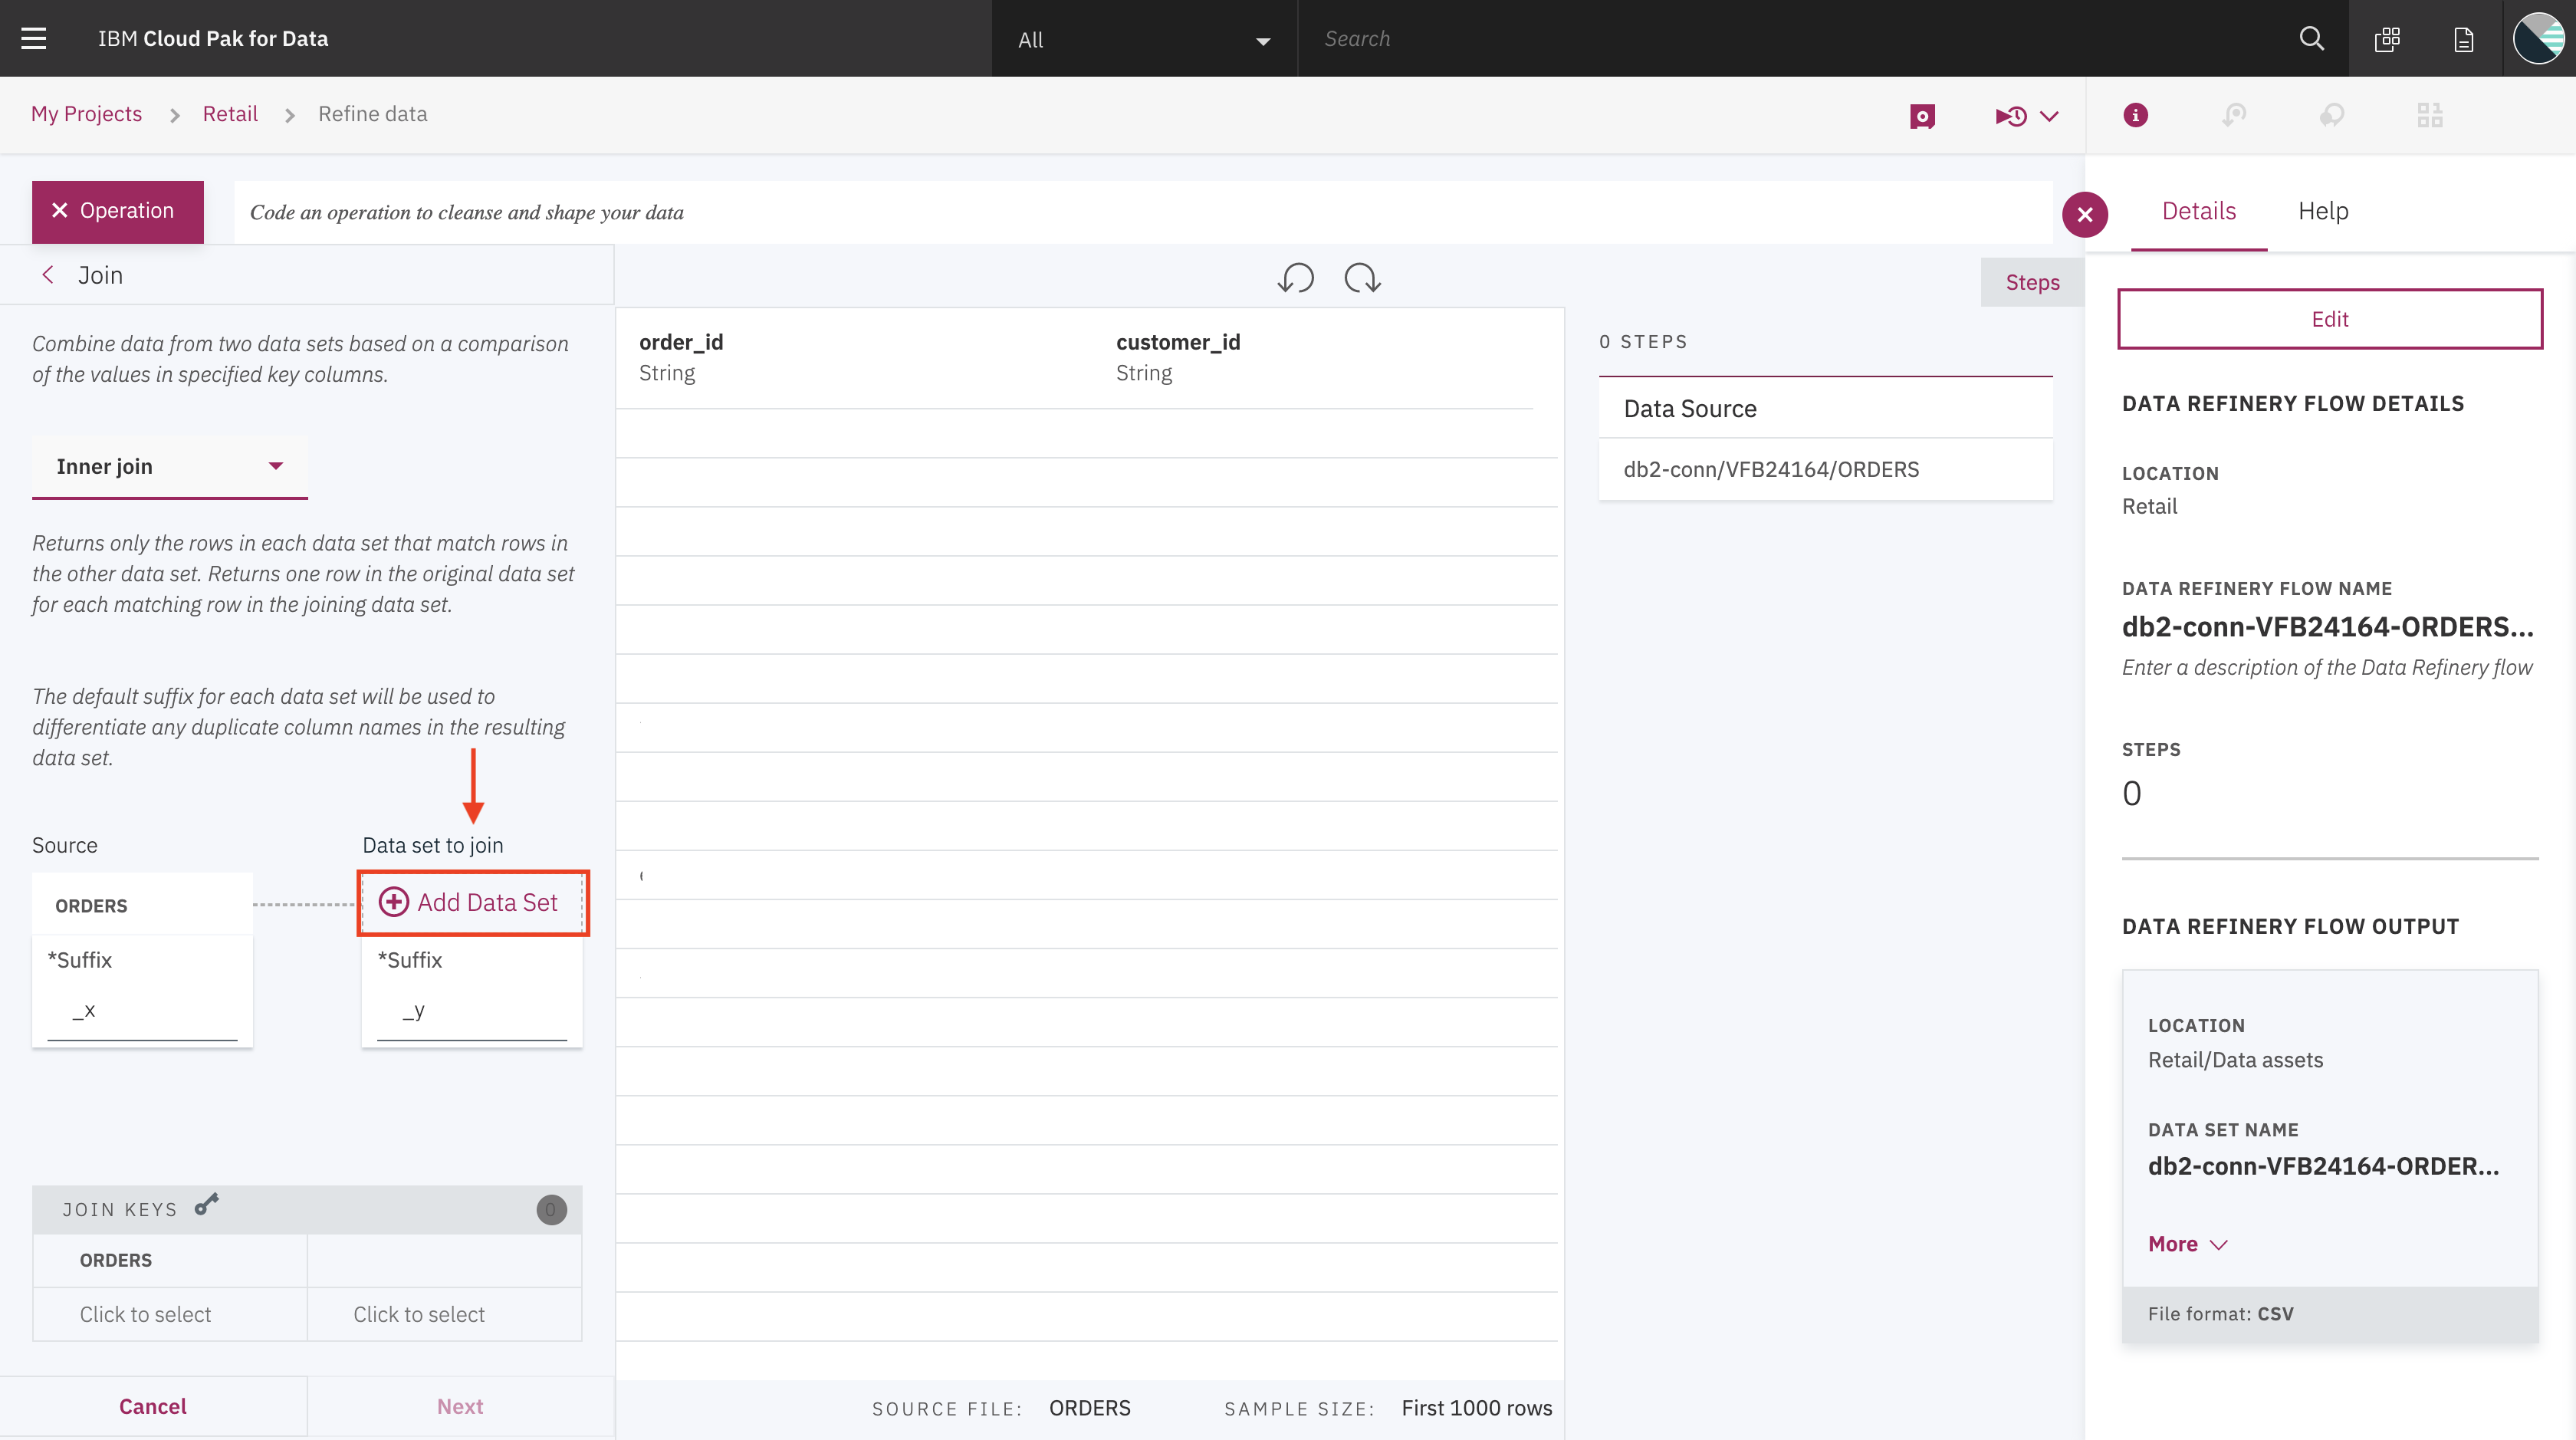 IBM Cloud Pak for Data
All
Search
My Projects
Retail
Refine data
Operation
Code an operation to cleanse and shape your data
Details
Help
Join
Steps
Combine data from two data sets based on a comparison
of the values in specified key columns.
Inner join
Returns only the rows in each data set that match rows in
the other data set. Returns one row in the original data set
for each matching row in the joining data set.
The default suffix for each data set will be used to
differentiate any duplicate column names in the resulting
data set.
Source
Data set to join
ORDERS
Add Data Set
*Suffix
*Suffix
_x
_y
JOIN KEYS
0
ORDERS
Click to select
Click to select
Cancel
Next
order_id
String
customer_id
String
SOURCE FILE: ORDERS
SAMPLE SIZE: First 1000 rows
0 STEPS
Data Source
db2-conn/VFB24164/ORDERS
Edit
DATA REFINERY FLOW DETAILS
LOCATION
Retail
DATA REFINERY FLOW NAME
db2-conn-VFB24164-ORDERS...
Enter a description of the Data Refinery flow
STEPS
0
DATA REFINERY FLOW OUTPUT
LOCATION
Retail/Data assets
DATA SET NAME
db2-conn-VFB24164-ORDER...
More
File format: CSV